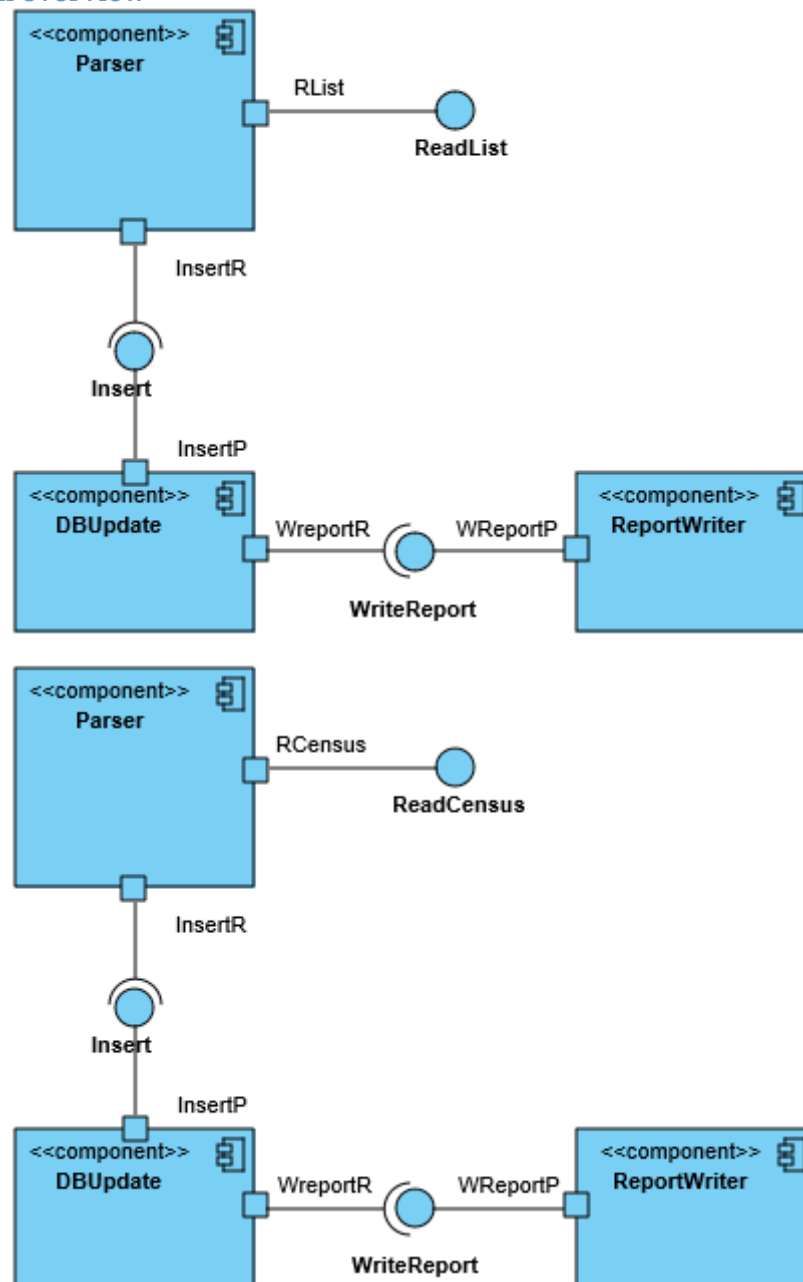 <<component>>
Parser
RList
ReadList
InsertR
Insert
InsertP
<<component>>
DBUpdate
WreportR
WReportP
<<component>>
ReportWriter
WriteReport
<<component>>
Parser
RCensus
ReadCensus
InsertR
Insert
InsertP
<<component>>
DBUpdate
WreportR
WReportP
<<component>>
ReportWriter
WriteReport